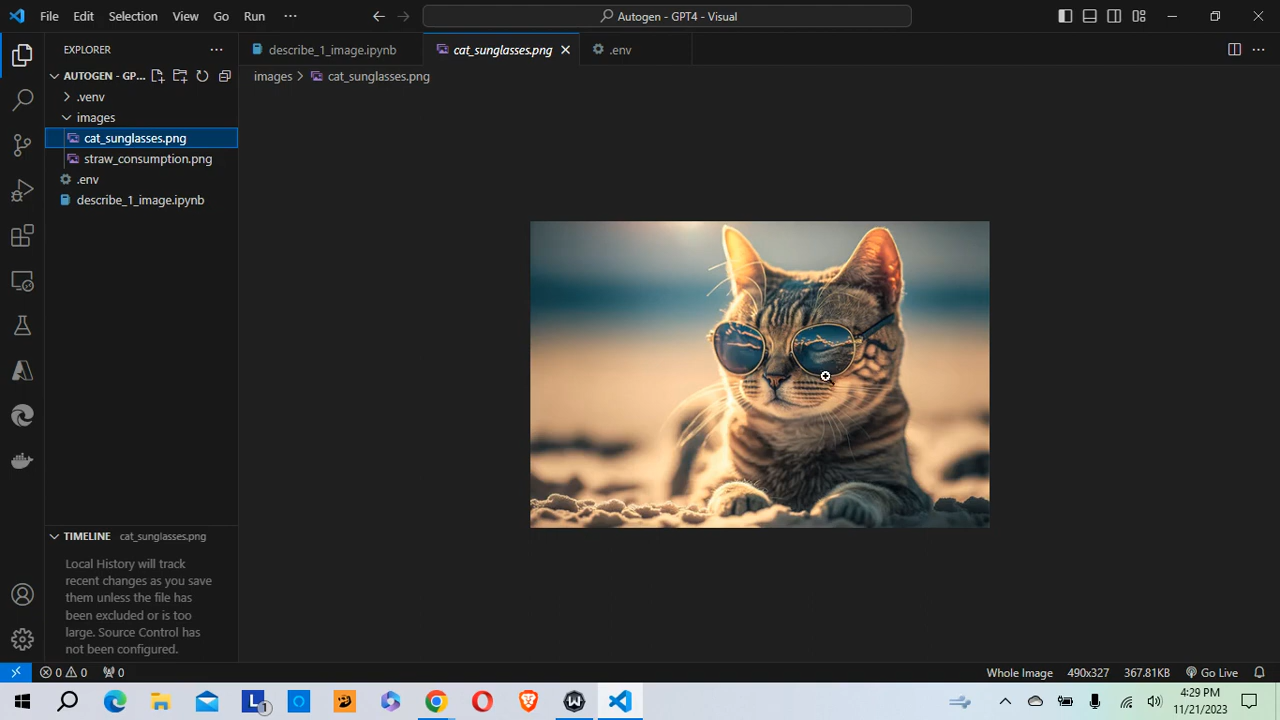 File Edit Selection View Go Run ··· Autogen - GPT4 - Visual
EXPLORER ···
describe_1_image.ipynb cat_sunglasses.png .env ···
AUTOGEN - GP...
images > cat_sunglasses.png
.venv
images
cat_sunglasses.png
straw_consumption.png
.env
describe_1_image.ipynb
TIMELINE cat_sunglasses.png
Local History will track
recent changes as you save
them unless the file has
been excluded or is too
large. Source Control has
not been configured.
0 0 0 Whole Image 490x327 367.81KB Go Live
L 1 W
4:29 PM
11/21/2023